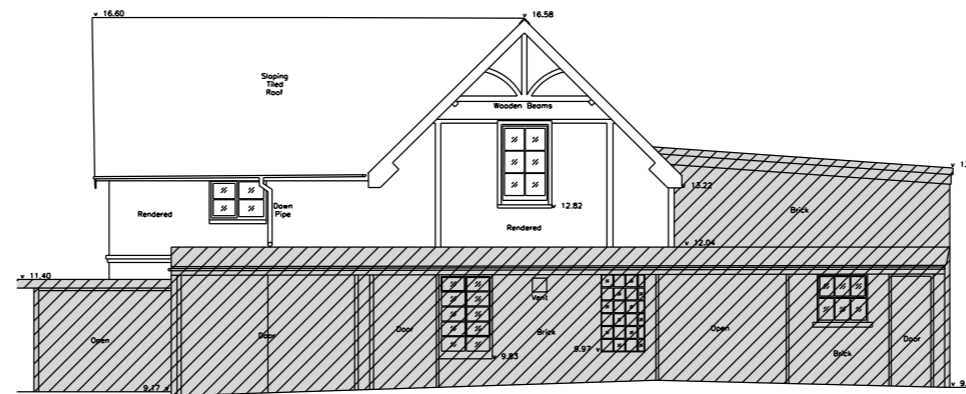 16.60
16.58
Sloping
Tiled
Roof
Wooden Beams
13.22
12.82
Brick
Rendered
Down
Pipe
Rendered
12.04
11.40
Vent
Open
Door
Door
Brick
Open
Door
9.97
9.83
Brick
9.17